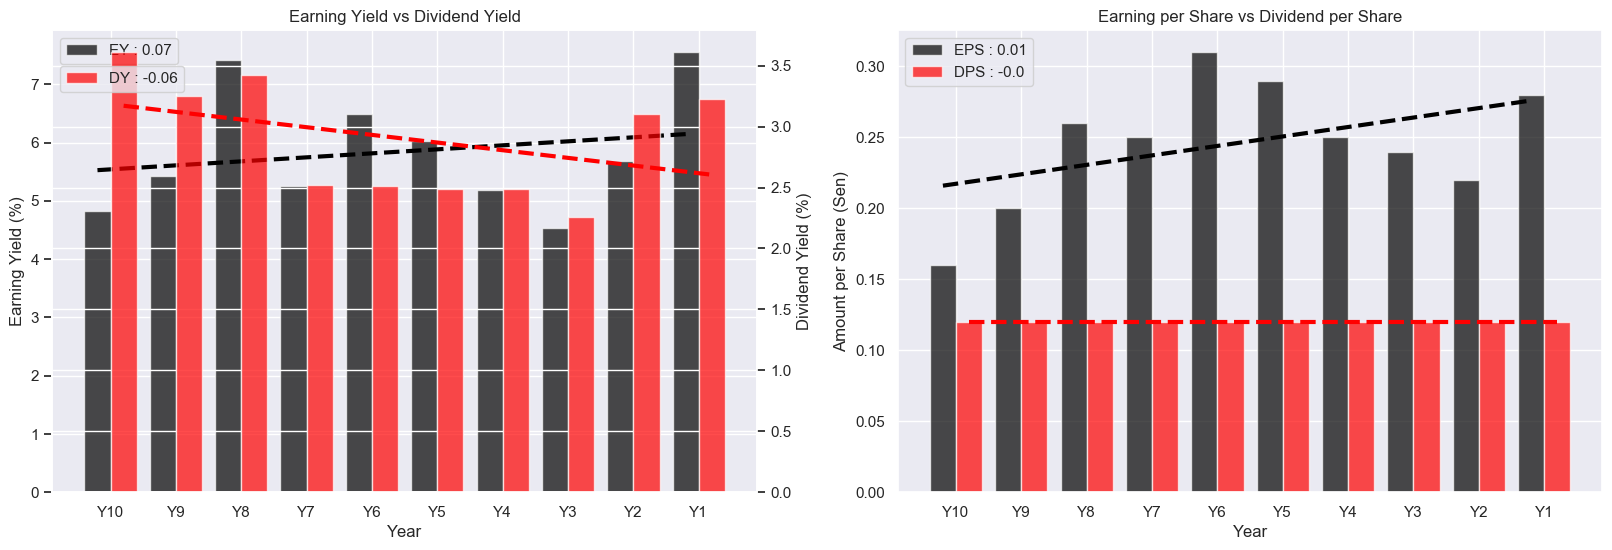 Earning Yield vs Dividend Yield
EY : 0.07
DY : -0.06
Earning Yield (%)
7
6
5
4
3
2
1
0
3.5
3.0
2.5
2.0
1.5
1.0
0.5
0.0
Dividend Yield (%)
Y10 Y9 Y8 Y7 Y6 Y5 Y4 Y3 Y2 Y1
Year
Earning per Share vs Dividend per Share
EPS : 0.01
DPS : -0.0
Amount per Share (Sen)
0.30
0.25
0.20
0.15
0.10
0.05
0.00
Y10 Y9 Y8 Y7 Y6 Y5 Y4 Y3 Y2 Y1
Year